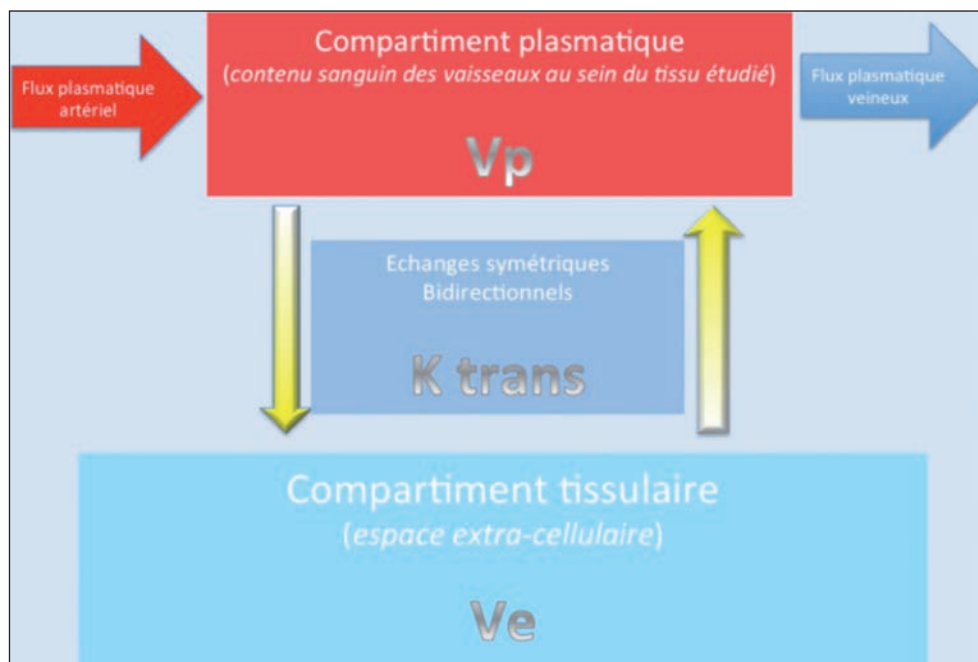 Compartiment plasmatique
(contenu sanguin des vaisseaux au sein du tissu étudié)
Vp
Flux plasmatique
artériel
Flux plasmatique
veineux
Echanges symétriques
Bidirectionnels
K trans
Compartiment tissulaire
(espace extra-cellulaire)
Ve